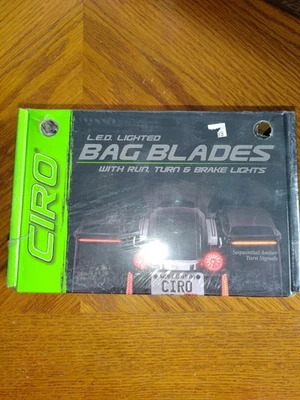 CIRO
L.E.D. LIGHTED
BAG BLADES
WITH RUN, TURN & BRAKE LIGHTS
Sequential Amber
Turn Signals
CIRO